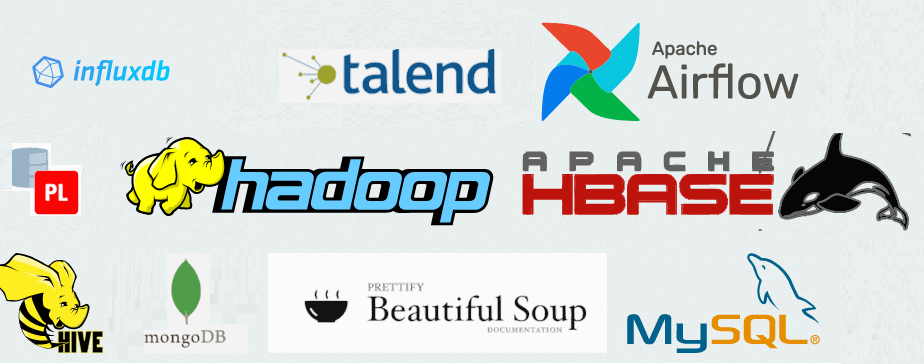 influxdb
talend
Apache
Airflow
PL
hadoop
APACHE
HBASE
HIVE
mongoDB
PRETTIFY
Beautiful Soup
DOCUMENTATION
MySQL®